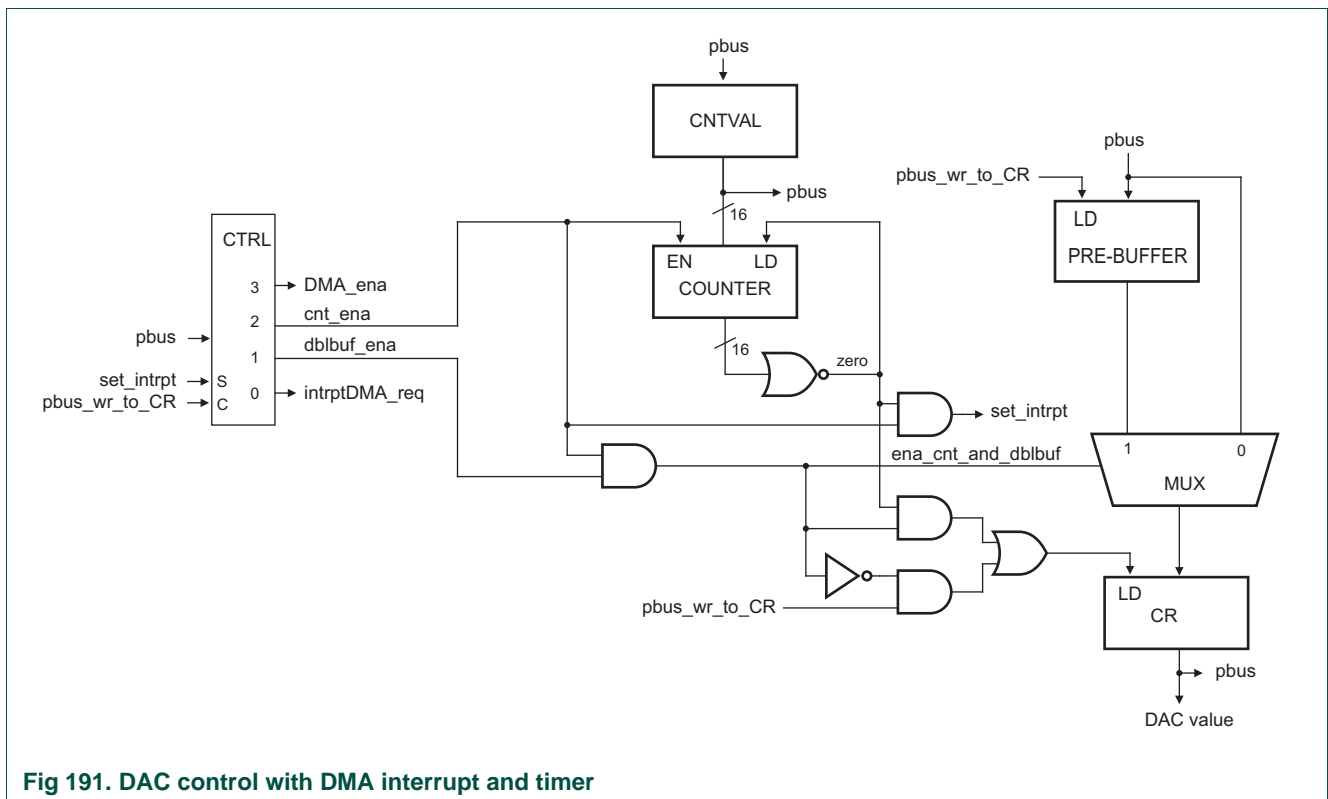 pbus
CNTVAL
pbus
16
pbus
pbus_wr_to_CR
LD
PRE-BUFFER
CTRL
3
DMA_ena
2
cnt_ena
1
dblbuf_ena
0
intrptDMA_req
pbus
set_intrpt
S
pbus_wr_to_CR
C
EN
LD
COUNTER
16
zero
set_intrpt
ena_cnt_and_dblbuf
1
0
MUX
pbus_wr_to_CR
LD
CR
pbus
DAC value
Fig 191. DAC control with DMA interrupt and timer